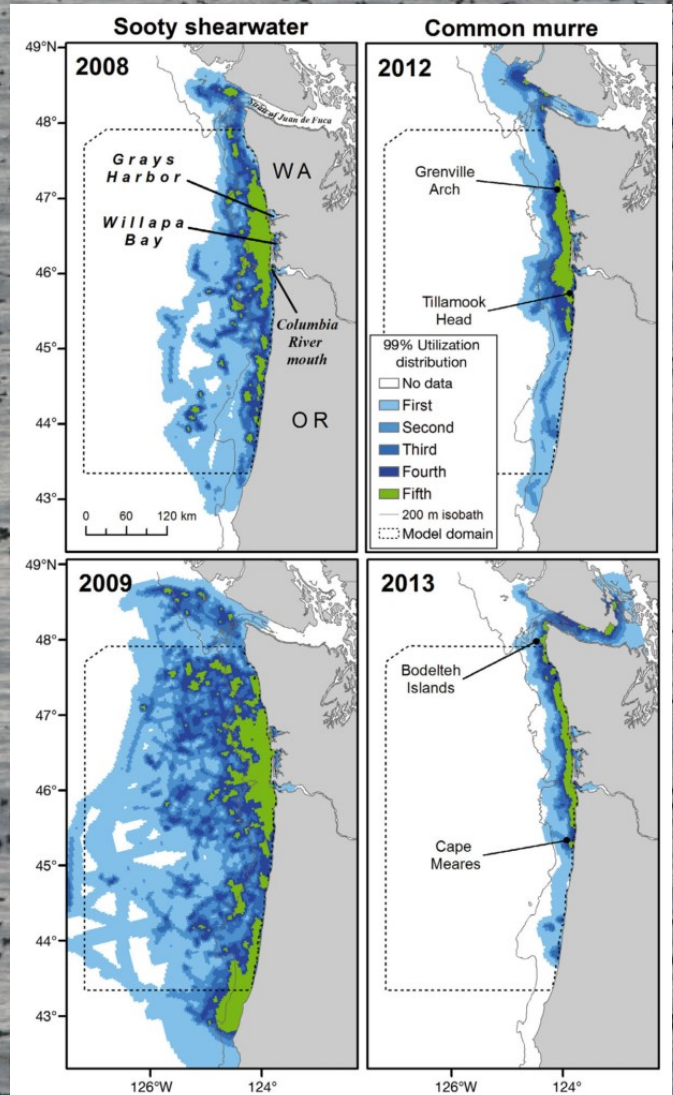 Sooty shearwater
Common murre
49°N
48°
47°
46°
45°
44°
43°
2008
Strait of Juan de Fuca
Grays
Harbor
WA
Willapa
Bay
Columbia
River
mouth
OR
0 60 120 km
2012
Grenville
Arch
Tillamook
Head
99% Utilization
distribution
No data
First
Second
Third
Fourth
Fifth
200 m isobath
Model domain
49°N
48°
47°
46°
45°
44°
43°
2009
126°W
124°
2013
Bodelteh
Islands
Cape
Meares
126°W
124°